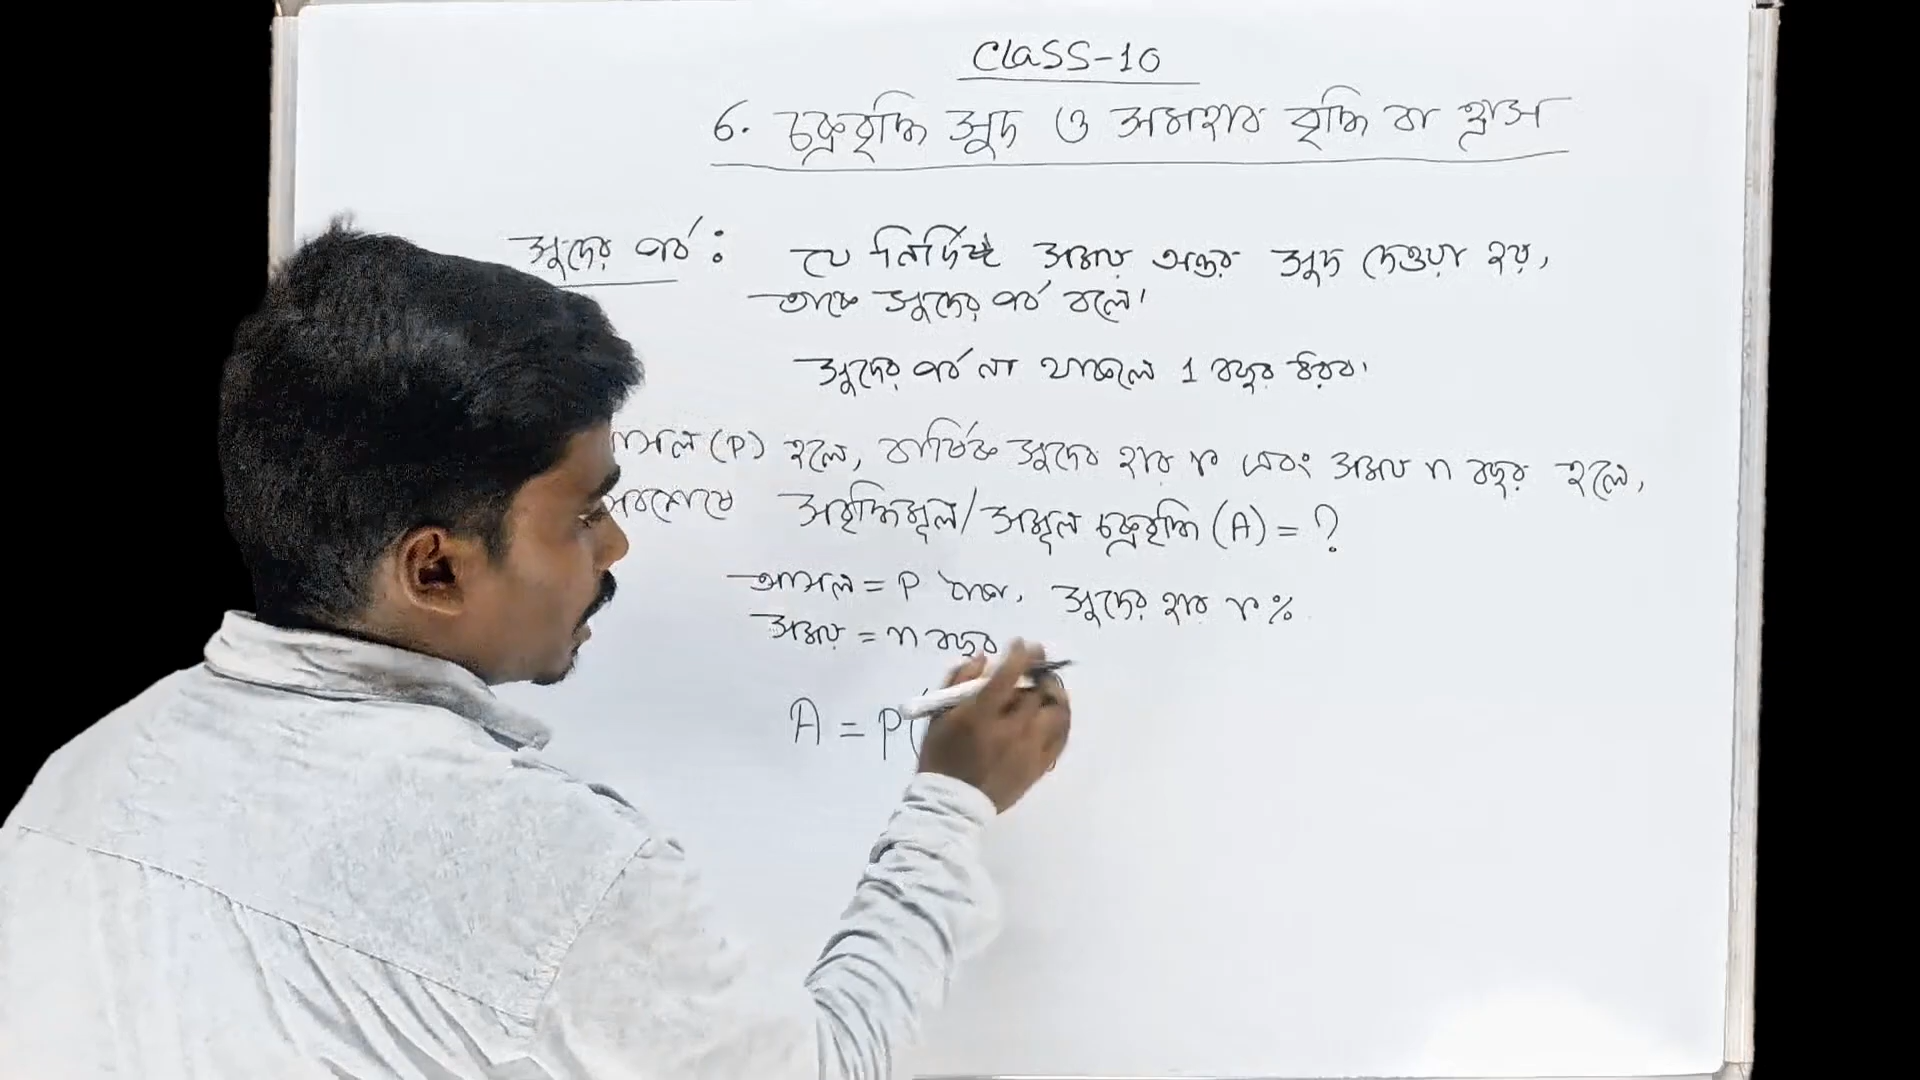 CLASS-10
6. চক্রবৃদ্ধি সুদ ও সমহার বৃদ্ধি বা হ্রাস
সুদের পর্ব : যে নির্দিষ্ট সময় অন্তর সুদ দেওয়া হয়,
তাকে সুদের পর্ব বলে।
সুদের পর্ব না থাকলে 1 বছর ধরব।
(P) হলে, বার্ষিক সুদের হার r এবং সময় n বছর হলে,
সবৃদ্ধিমূল/সমূল চক্রবৃদ্ধি (A) = ?
আসল = P টাকা, সুদের হার r %
সময় = n বছর
A = P(